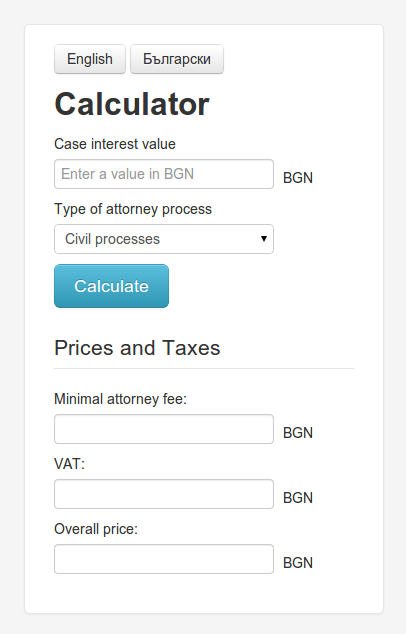 English Български
Calculator
Case interest value
Enter a value in BGN BGN
Type of attorney process
Civil processes
Calculate
Prices and Taxes
Minimal attorney fee:
BGN
VAT:
BGN
Overall price:
BGN